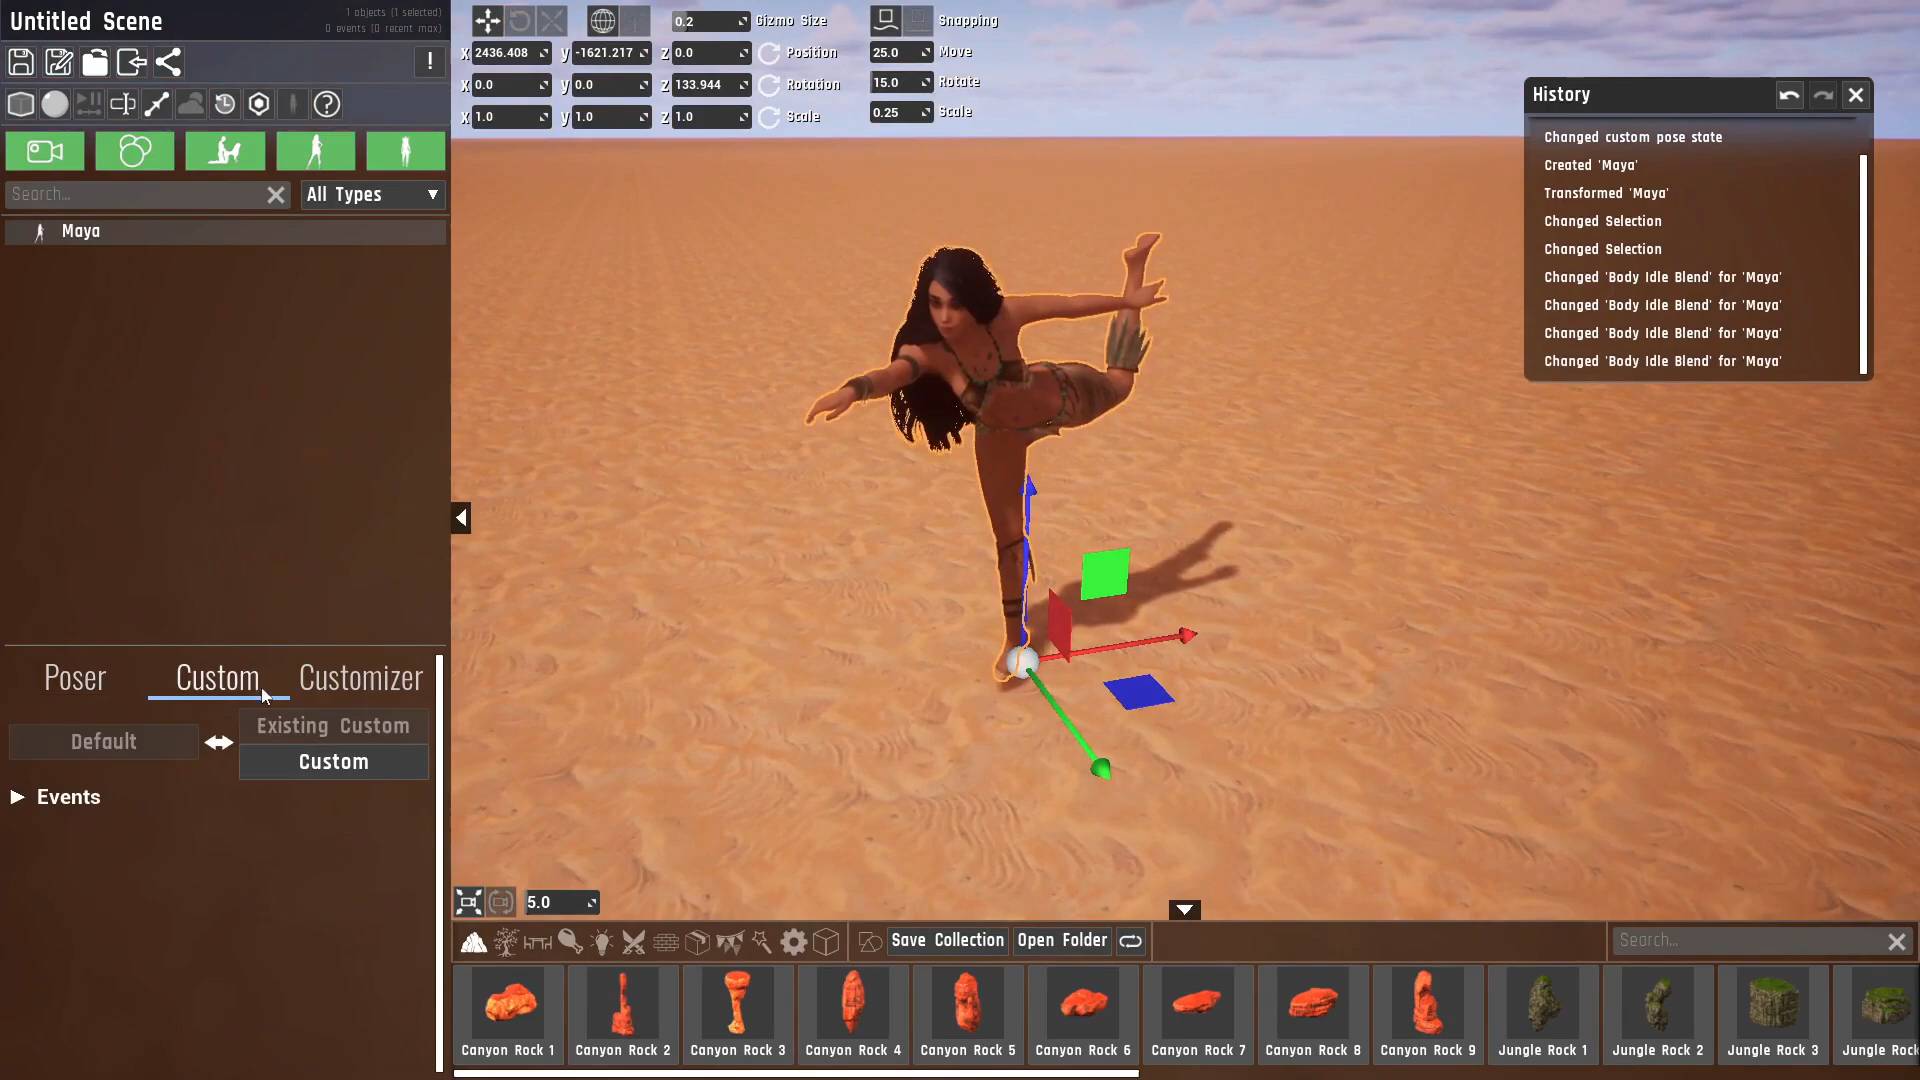 Untitled Scene
1 objects (1 selected)
0 events (0 recent max)
!
Search...
All Types
Maya
Poser
Custom
Customizer
Default
Existing Custom
Custom
Events
0.2
Gizmo Size
X 2436.408 y -1621.217 Z 0.0 Position
X 0.0 y 0.0 Z 133.944 Rotation
X 1.0 y 1.0 Z 1.0 Scale
Snapping
25.0 Move
15.0 Rotate
0.25 Scale
History
Changed custom pose state
Created 'Maya'
Transformed 'Maya'
Changed Selection
Changed Selection
Changed 'Body Idle Blend' for 'Maya'
Changed 'Body Idle Blend' for 'Maya'
Changed 'Body Idle Blend' for 'Maya'
Changed 'Body Idle Blend' for 'Maya'
5.0
Save Collection
Open Folder
Search...
Canyon Rock 1
Canyon Rock 2
Canyon Rock 3
Canyon Rock 4
Canyon Rock 5
Canyon Rock 6
Canyon Rock 7
Canyon Rock 8
Canyon Rock 9
Jungle Rock 1
Jungle Rock 2
Jungle Rock 3
Jungle Rock